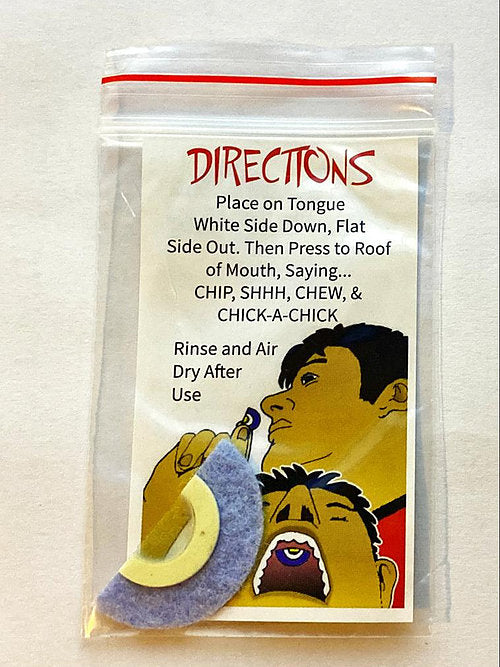 DIRECTIONS
Place on Tongue
White Side Down, Flat
Side Out. Then Press to Roof
of Mouth, Saying...
CHIP, SHHH, CHEW, &
CHICK-A-CHICK
Rinse and Air
Dry After
Use